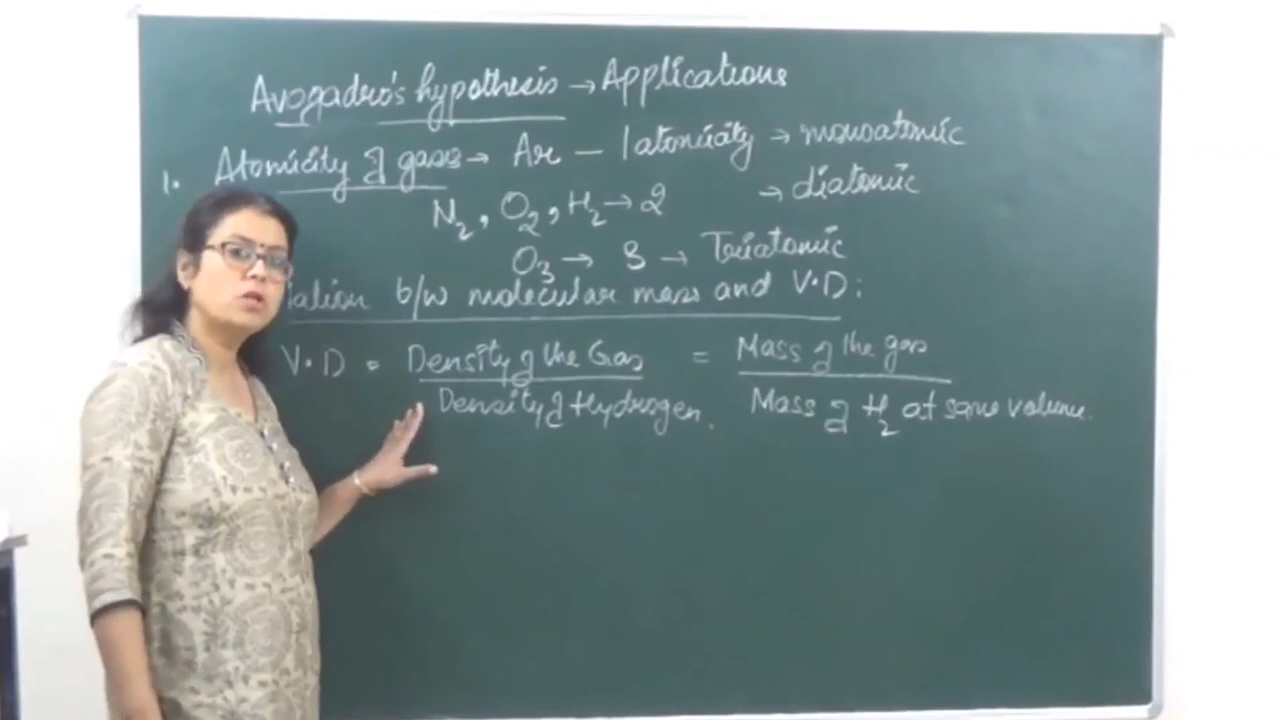 Avogadro's hypothesis → Applications
1. Atomicity of gases → Ar — 1 atomicity → monoatomic
N₂, O₂, H₂ → 2 → diatomic
O₃ → 3 → Triatomic
lation b/w molecular mass and V.D:
V.D = Density of the Gas / Density of Hydrogen. = Mass of the gas / Mass of H₂ at same volume.